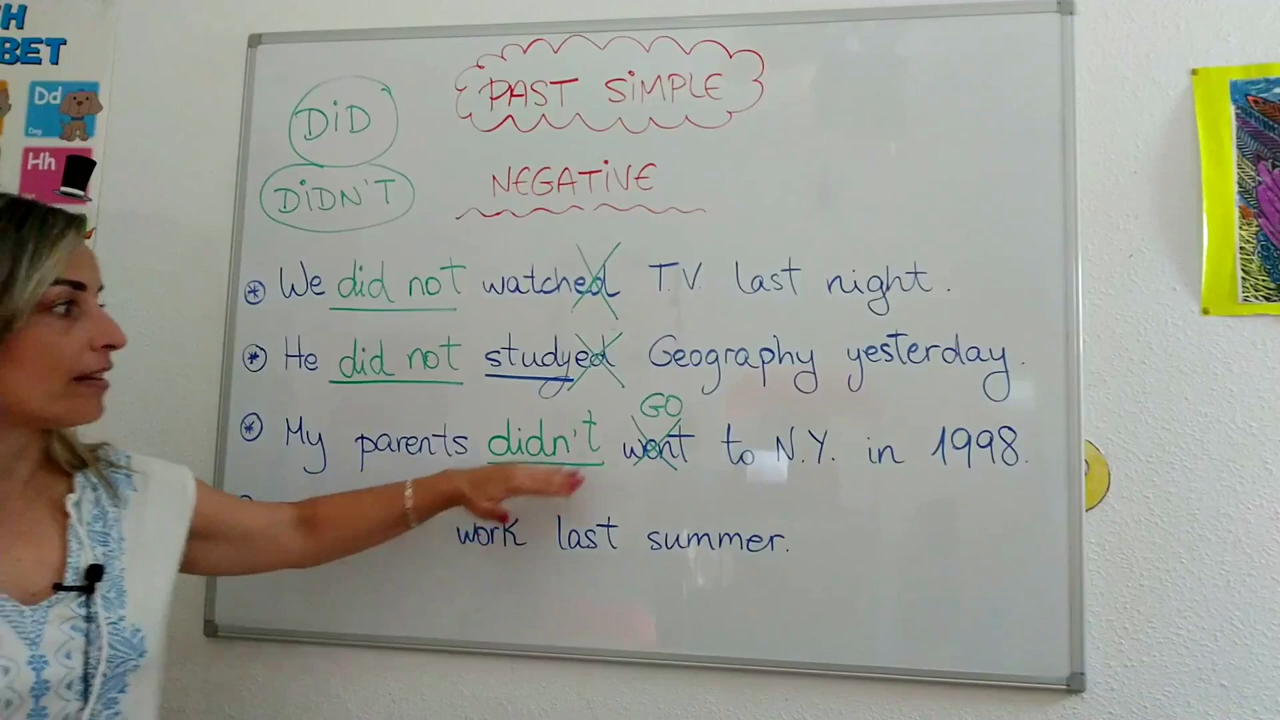 H
BET
Dd
Dog
Hh
DiD
DiDN'T
PAST SiMPLE
NEGATiVE
We did not watched T.V. last night.
He did not studyed Geography yesterday.
GO
My parents didn't went to N.Y. in 1998.
work last summer.